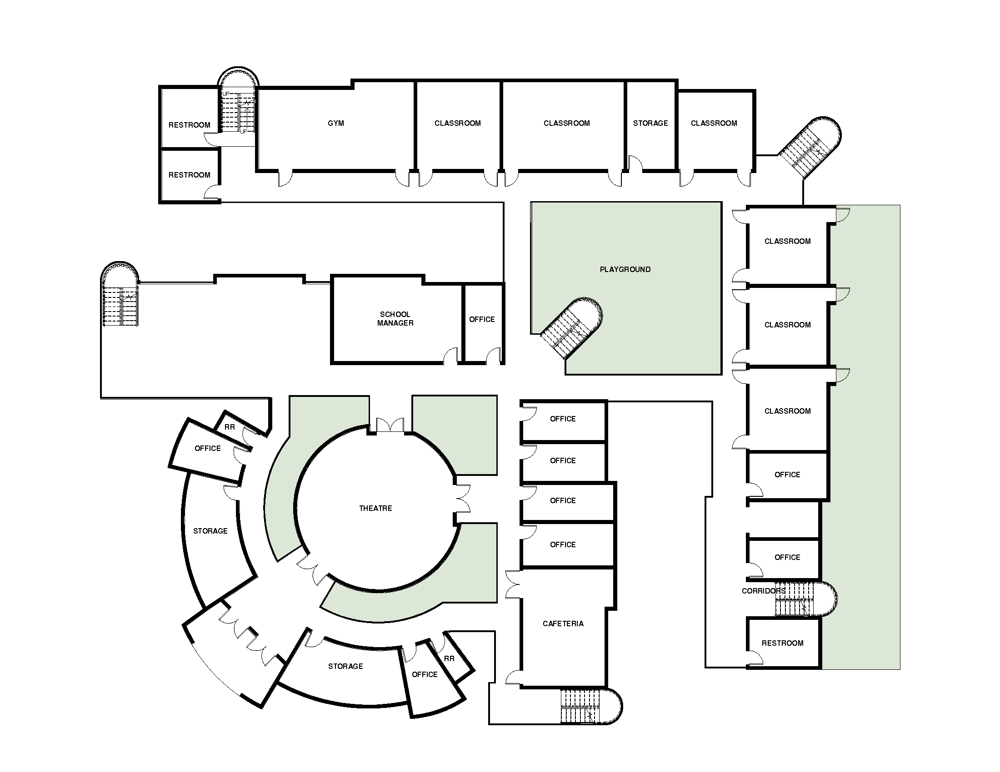 UP
UP
RESTROOM
GYM
CLASSROOM
CLASSROOM
STORAGE
CLASSROOM
RESTROOM
CLASSROOM
PLAYGROUND
SCHOOL
MANAGER
OFFICE
CLASSROOM
CLASSROOM
OFFICE
RR
OFFICE
OFFICE
OFFICE
OFFICE
THEATRE
STORAGE
OFFICE
OFFICE
CORRIDORS
CAFETERIA
RESTROOM
STORAGE
RR
OFFICE